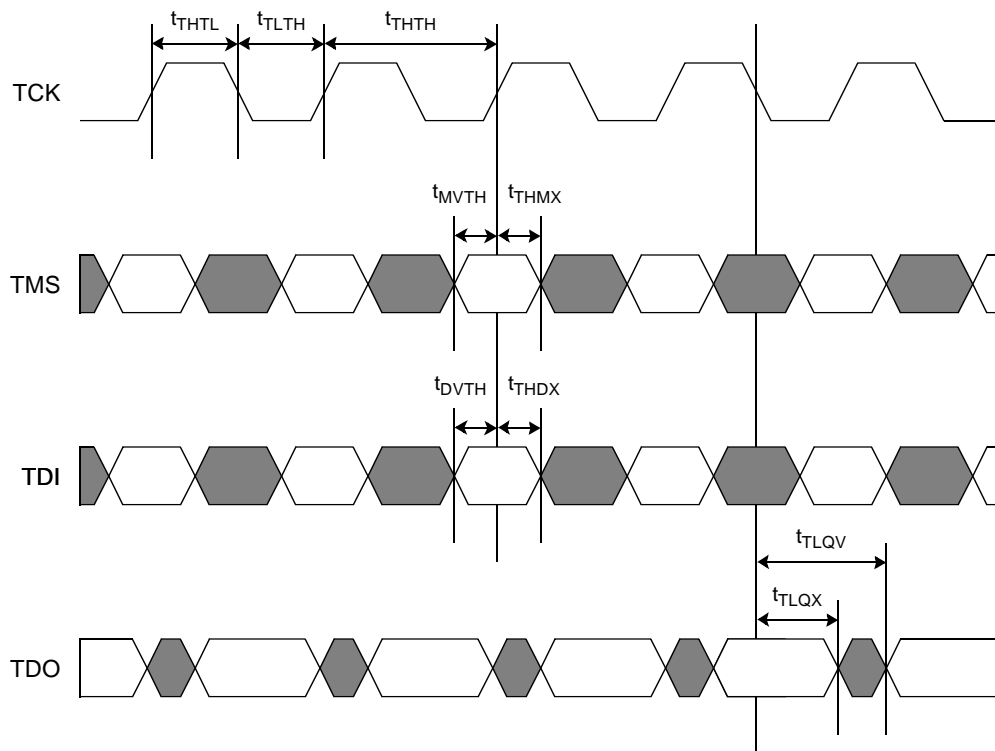 tTHTL tTLTH tTHTH
TCK
tMVTH tTHMX
TMS
tDVTH tTHDX
TDI
tTLQV
tTLQX
TDO